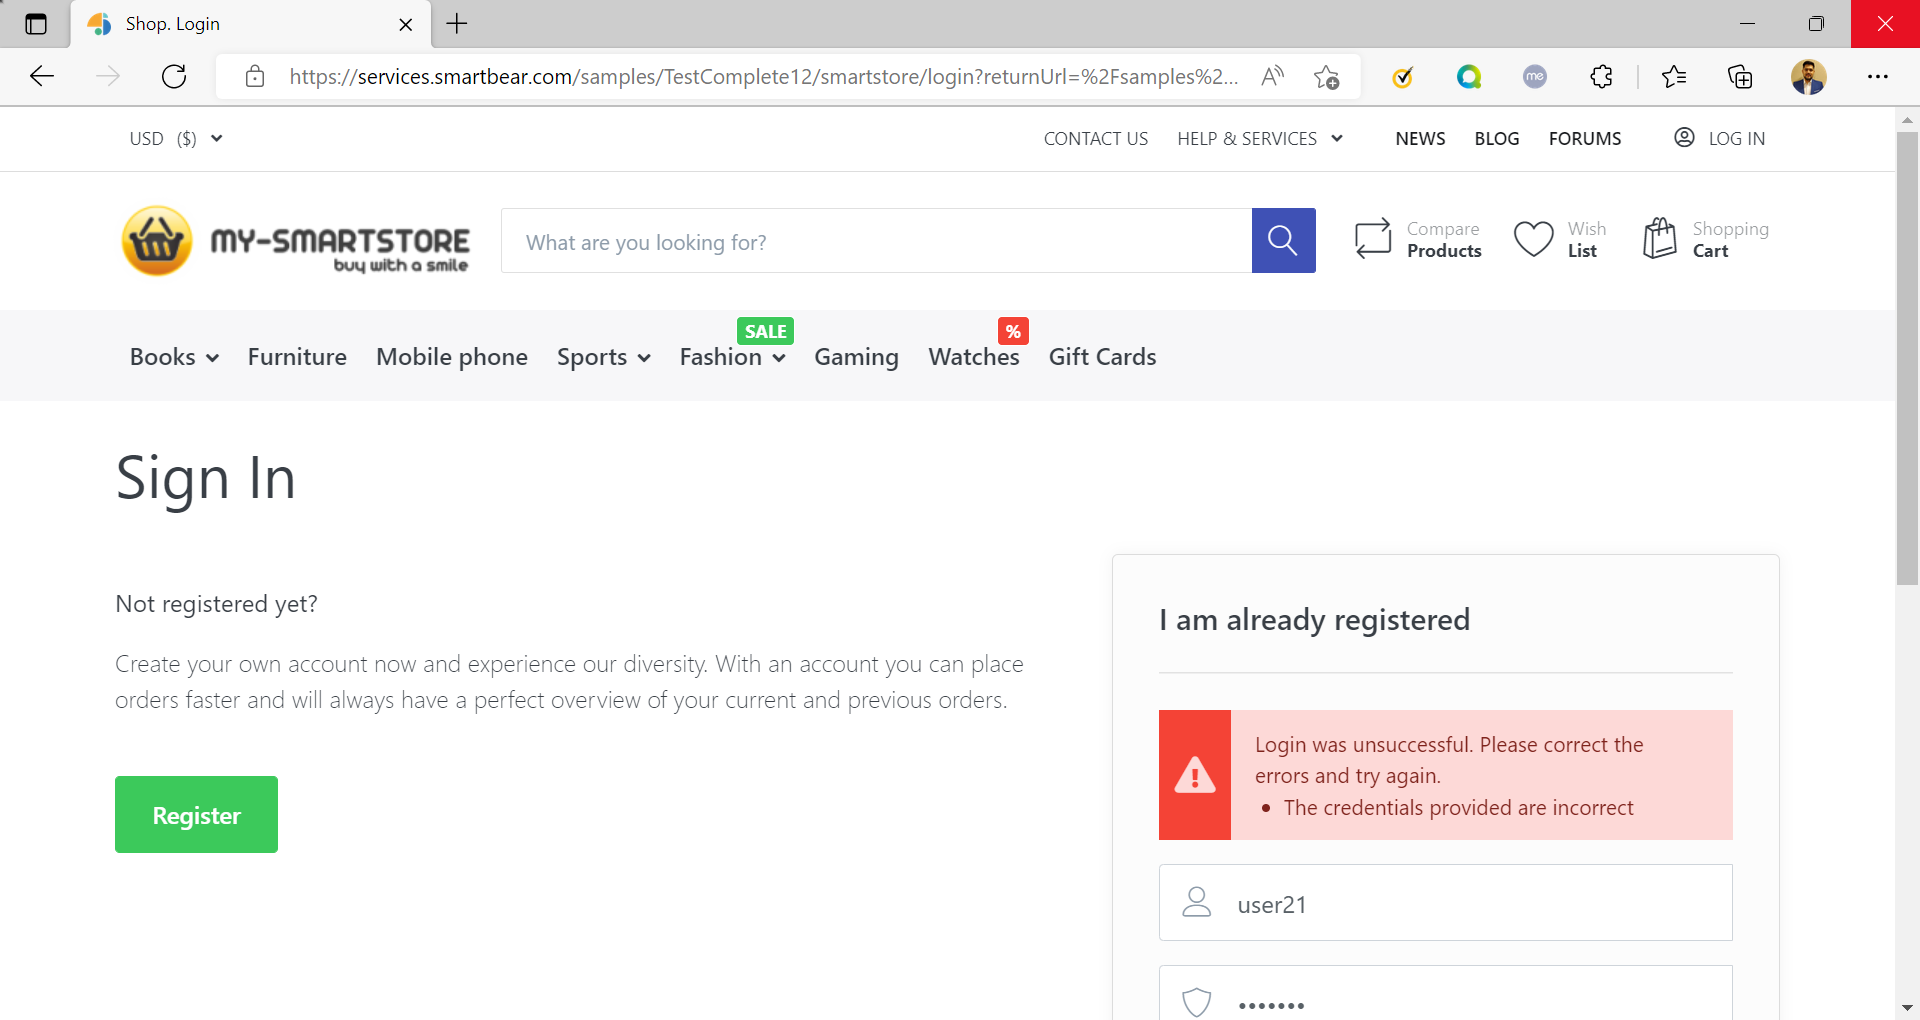 Shop. Login
https://services.smartbear.com/samples/TestComplete12/smartstore/login?returnUrl=%2Fsamples%2...
me
USD ($)
CONTACT US HELP & SERVICES NEWS BLOG FORUMS LOG IN
MY-SMARTSTORE
buy with a smile
What are you looking for?
Compare
Products
Wish
List
Shopping
Cart
SALE %
Books Furniture Mobile phone Sports Fashion Gaming Watches Gift Cards
Sign In
Not registered yet?
Create your own account now and experience our diversity. With an account you can place
orders faster and will always have a perfect overview of your current and previous orders.
Register
I am already registered
Login was unsuccessful. Please correct the
errors and try again.
• The credentials provided are incorrect
user21
•••••••